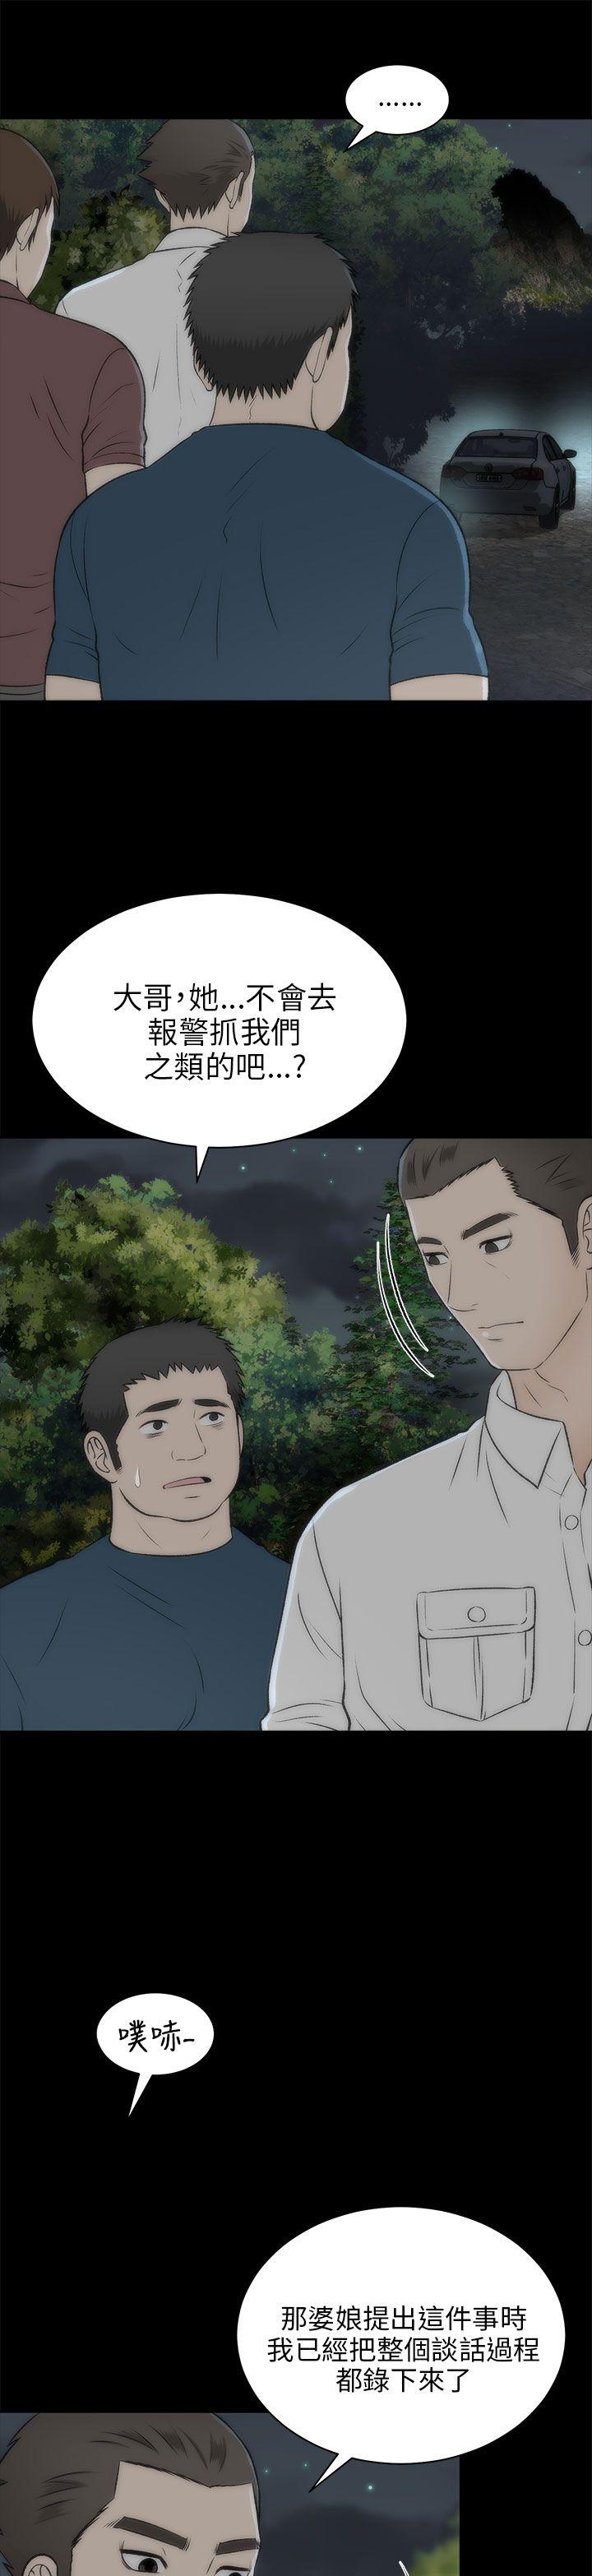 ......
大哥，她...不會去
報警抓我們
之類的吧...?
噗哧-
那婆娘提出這件事時
我已經把整個談話過程
都錄下來了